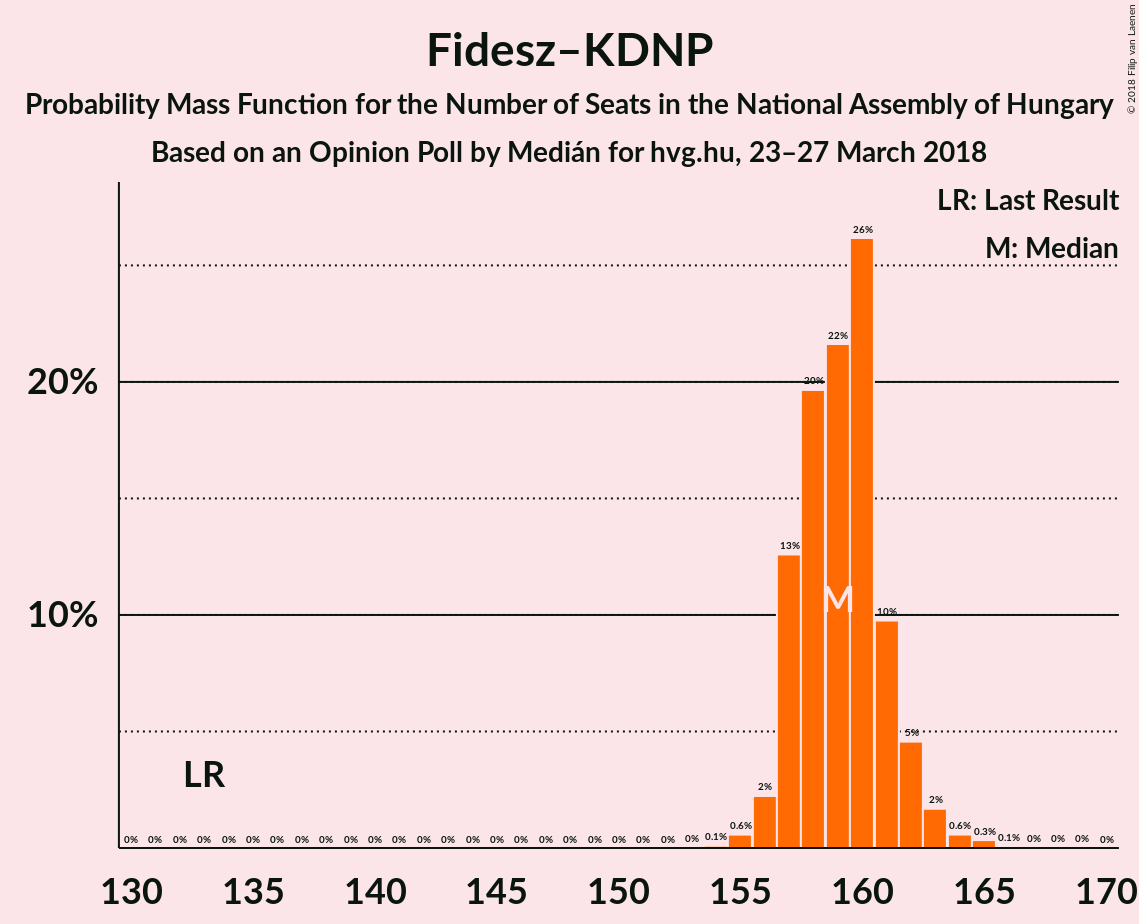 Fidesz–KDNP
Probability Mass Function for the Number of Seats in the National Assembly of Hungary
Based on an Opinion Poll by Medián for hvg.hu, 23–27 March 2018
© 2018 Filip van Laenen
LR: Last Result
M: Median
26%
22%
20%
20%
13%
M
10%
10%
5%
LR
2%
2%
0% 0% 0% 0% 0% 0% 0% 0% 0% 0% 0% 0% 0% 0% 0% 0% 0% 0% 0% 0% 0% 0% 0% 0% 0.1% 0.6% 0.6% 0.3% 0.1% 0% 0% 0% 0%
130 135 140 145 150 155 160 165 170